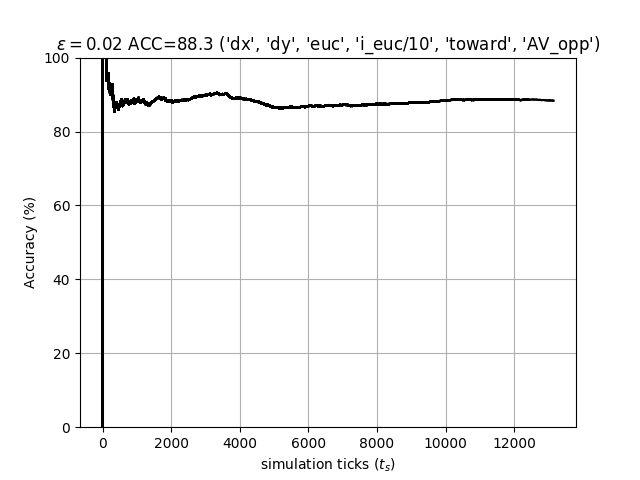 ε = 0.02 ACC=88.3 ('dx', 'dy', 'euc', 'i_euc/10', 'toward', 'AV_opp')
100
80
60
40
20
0
Accuracy (%)
0 2000 4000 6000 8000 10000 12000
simulation ticks (tₛ)